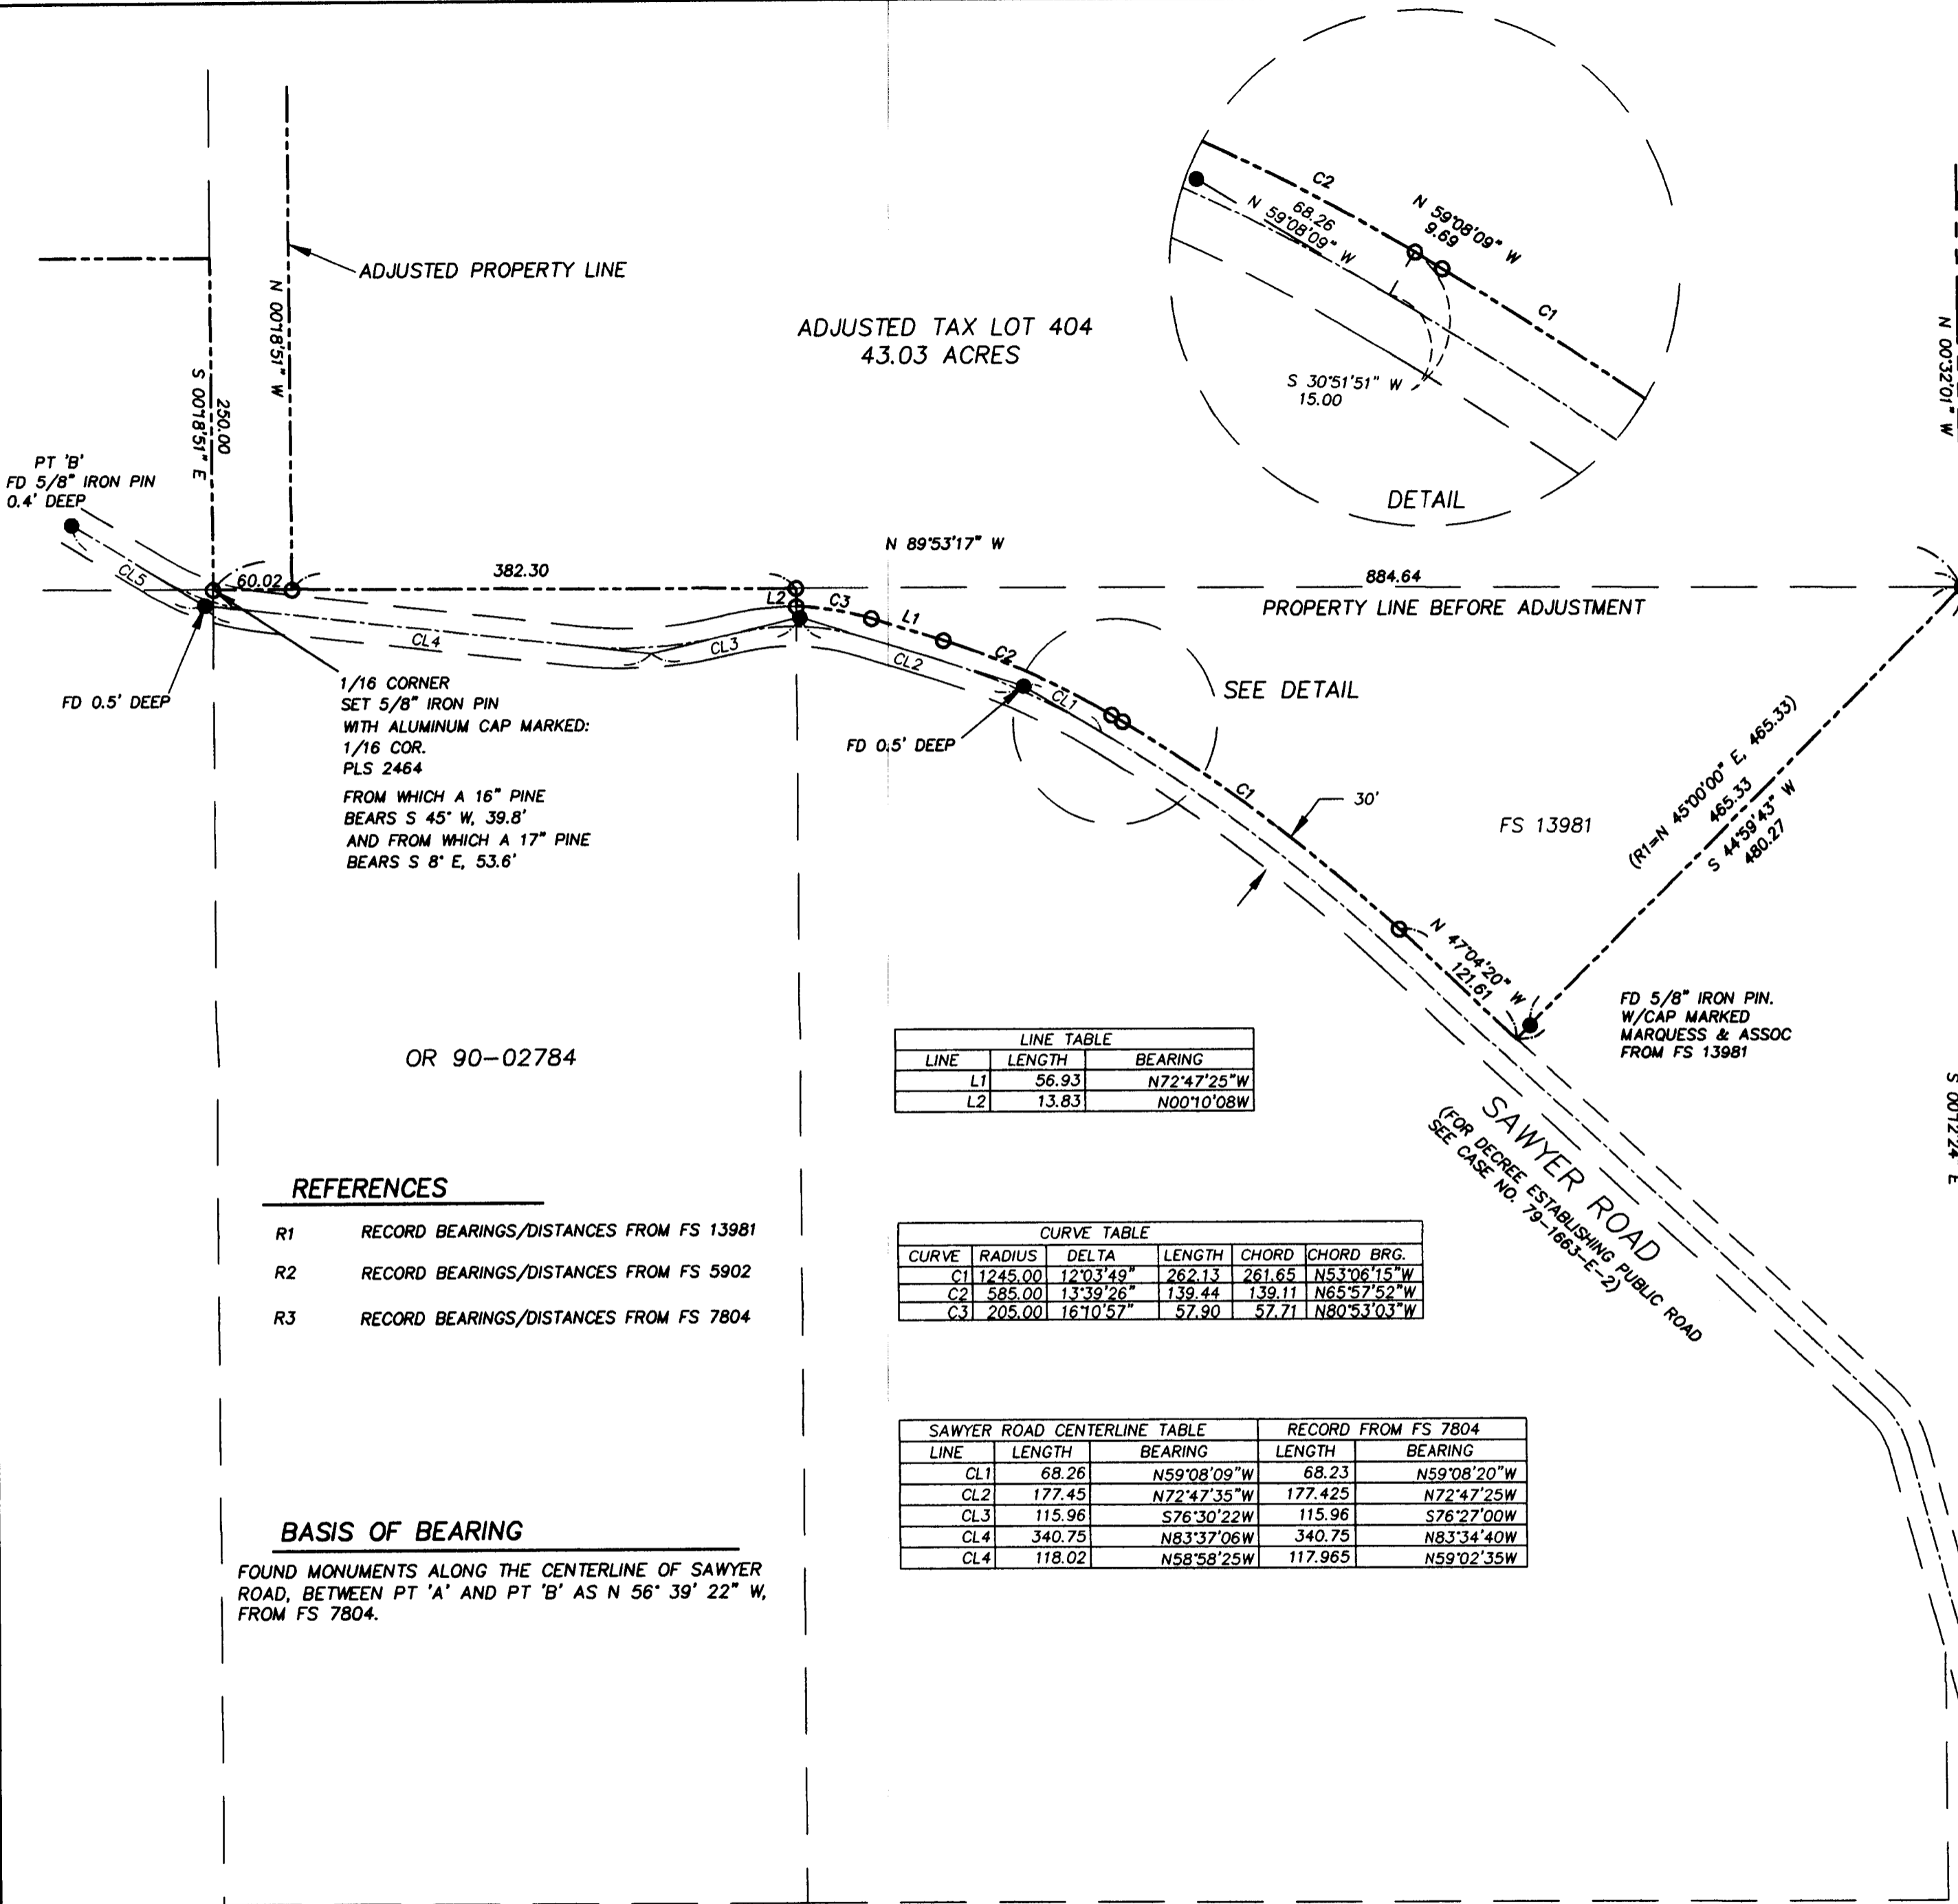 ADJUSTED PROPERTY LINE
N 00°18'51" W
250.00
S 00°18'51" E
ADJUSTED TAX LOT 404
43.03 ACRES
C2
68.26
N 59°08'09" W
N 59°08'09" W
9.69
C1
S 30°51'51" W
15.00
DETAIL
N 00°32'01" W
PT 'B'
FD 5/8" IRON PIN
0.4' DEEP
CL5
60.02
382.30
N 89°53'17" W
884.64
PROPERTY LINE BEFORE ADJUSTMENT
L2
C3
L1
C2
CL4
CL3
CL2
CL1
SEE DETAIL
FD 0.5' DEEP
FD 0.5' DEEP
C1
30'
FS 13981
(R1=N 45°00'00" E, 465.33)
465.33
S 44°59'43" W
480.27
1/16 CORNER
SET 5/8" IRON PIN
WITH ALUMINUM CAP MARKED:
1/16 COR.
PLS 2464
FROM WHICH A 16" PINE
BEARS S 45° W, 39.8'
AND FROM WHICH A 17" PINE
BEARS S 8° E, 53.6'
N 47°04'20" W
121.61
FD 5/8" IRON PIN.
W/CAP MARKED
MARQUESS & ASSOC
FROM FS 13981
S 00°12'24" E
OR 90-02784
LINE TABLE
LINE LENGTH BEARING
L1 56.93 N72°47'25"W
L2 13.83 N00°10'08W
SAWYER ROAD
(FOR DECREE ESTABLISHING PUBLIC ROAD
SEE CASE NO. 79-1663-E-2)
REFERENCES
R1 RECORD BEARINGS/DISTANCES FROM FS 13981
R2 RECORD BEARINGS/DISTANCES FROM FS 5902
R3 RECORD BEARINGS/DISTANCES FROM FS 7804
CURVE TABLE
CURVE RADIUS DELTA LENGTH CHORD CHORD BRG.
C1 1245.00 12°03'49" 262.13 261.65 N53°06'15"W
C2 585.00 13°39'26" 139.44 139.11 N65°57'52"W
C3 205.00 16°10'57" 57.90 57.71 N80°53'03"W
SAWYER ROAD CENTERLINE TABLE RECORD FROM FS 7804
LINE LENGTH BEARING LENGTH BEARING
CL1 68.26 N59°08'09"W 68.23 N59°08'20"W
CL2 177.45 N72°47'35"W 177.425 N72°47'25W
CL3 115.96 S76°30'22W 115.96 S76°27'00W
CL4 340.75 N83°37'06W 340.75 N83°34'40W
CL4 118.02 N58°58'25W 117.965 N59°02'35W
BASIS OF BEARING
FOUND MONUMENTS ALONG THE CENTERLINE OF SAWYER
ROAD, BETWEEN PT 'A' AND PT 'B' AS N 56° 39' 22" W,
FROM FS 7804.